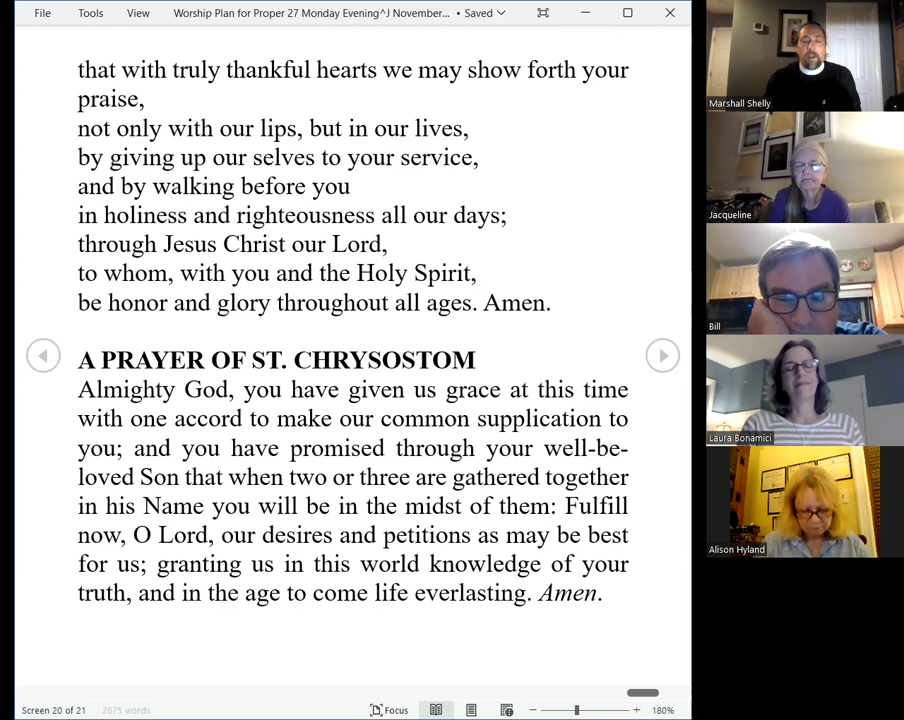 File Tools View Worship Plan for Proper 27 Monday Evening^J November... • Saved
that with truly thankful hearts we may show forth your
praise,
not only with our lips, but in our lives,
by giving up our selves to your service,
and by walking before you
in holiness and righteousness all our days;
through Jesus Christ our Lord,
to whom, with you and the Holy Spirit,
be honor and glory throughout all ages. Amen.
A PRAYER OF ST. CHRYSOSTOM
Almighty God, you have given us grace at this time
with one accord to make our common supplication to
you; and you have promised through your well-be-
loved Son that when two or three are gathered together
in his Name you will be in the midst of them: Fulfill
now, O Lord, our desires and petitions as may be best
for us; granting us in this world knowledge of your
truth, and in the age to come life everlasting. Amen.
Screen 20 of 21 2675 words Focus 180%
Marshall Shelly
Jacqueline
Bill
Laura Bonamici
Alison Hyland